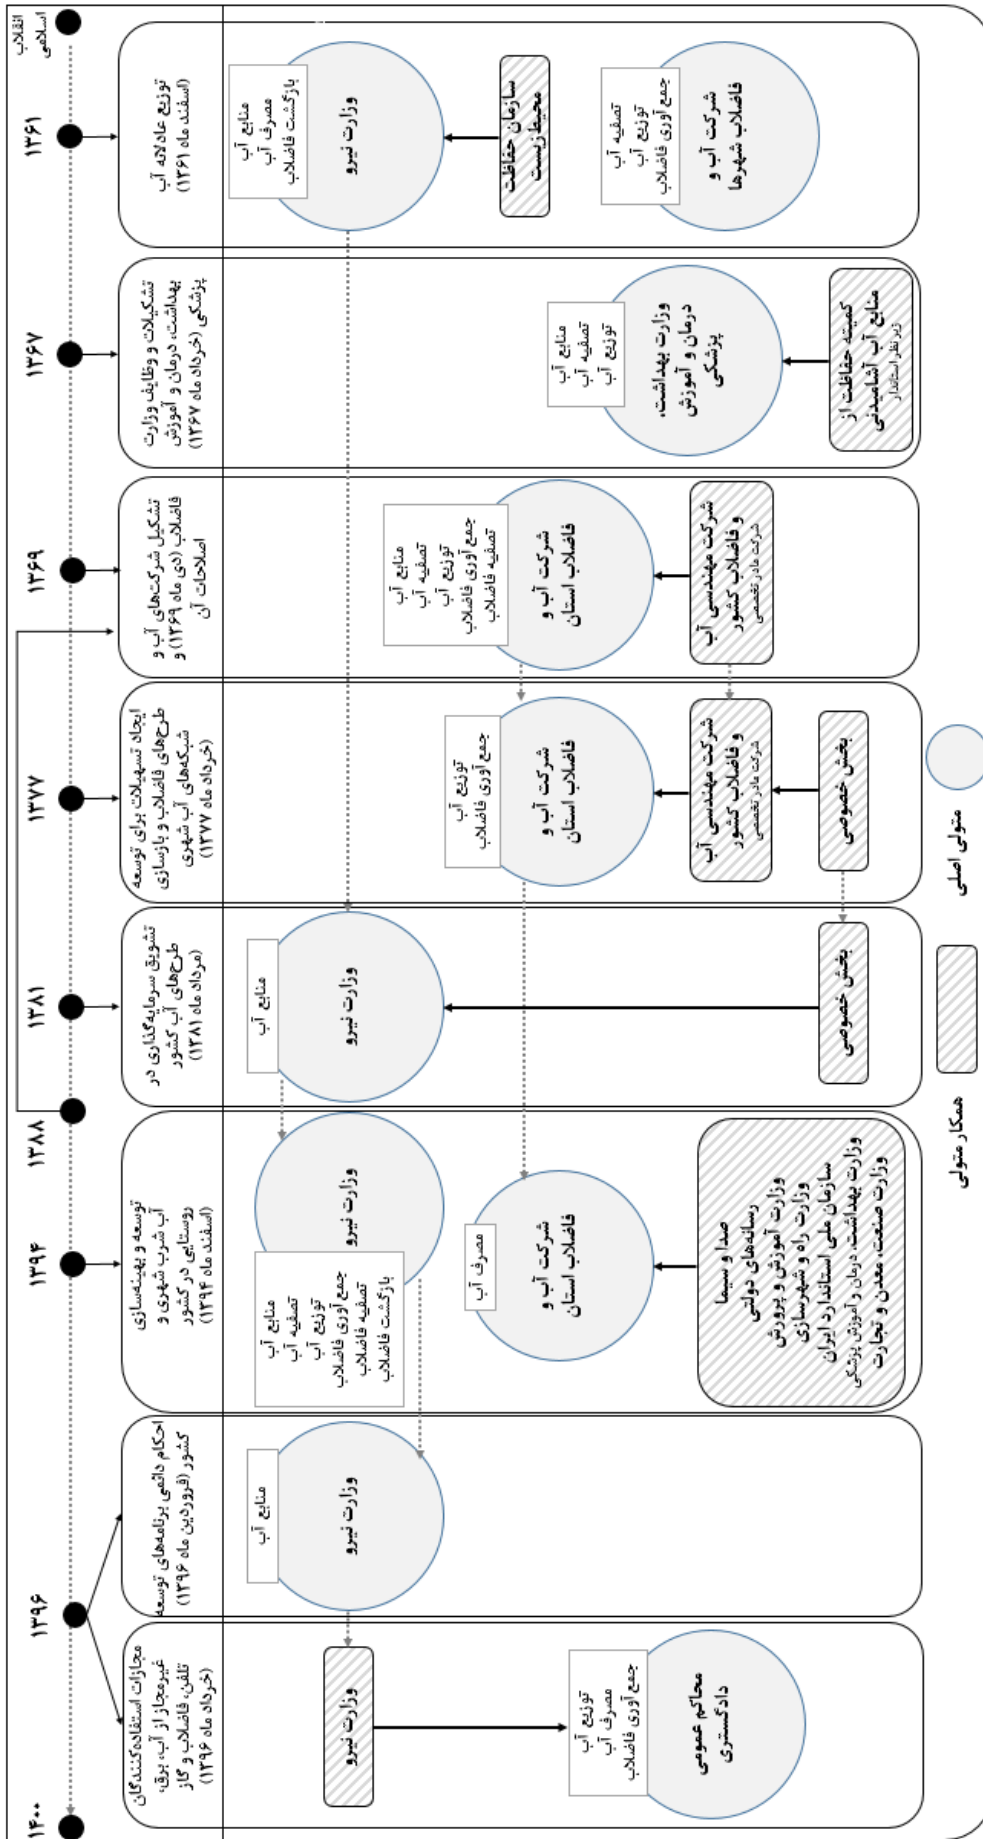 انقلاب
اسلامی
۱۳۶۱
۱۳۶۷
۱۳۶۹
۱۳۷۷
۱۳۸۱
۱۳۸۸
۱۳۹۴
۱۳۹۶
۱۴۰۰
توزیع عادلانه آب
(اسفند ماه ۱۳۶۱)
منابع آب
مصرف آب
بازگشت فاضلاب
وزارت نیرو
سازمان حفاظت
محیط‌زیست
تصفیه آب
توزیع آب
جمع آوری فاضلاب
شرکت آب و
فاضلاب شهرها
تشکیلات و وظایف وزارت
بهداشت، درمان و آموزش
پزشکی (خرداد ماه ۱۳۶۷)
منابع آب
تصفیه آب
توزیع آب
وزارت بهداشت،
درمان و آموزش
پزشکی
کمیته حفاظت از
منابع آب آشامیدنی
زیر نظر استاندار
تشکیل شرکت‌های آب و
فاضلاب (دی ماه ۱۳۶۹) و
اصلاحات آن
منابع آب
تصفیه آب
توزیع آب
جمع آوری فاضلاب
تصفیه فاضلاب
شرکت آب و
فاضلاب استان
شرکت مهندسی آب
و فاضلاب کشور
شرکت مادر تخصصی
ایجاد تسهیلات برای توسعه
طرح‌های فاضلاب و بازسازی
شبکه‌های آب شهری
(خرداد ماه ۱۳۷۷)
توزیع آب
جمع آوری فاضلاب
شرکت آب و
فاضلاب استان
شرکت مهندسی آب
و فاضلاب کشور
شرکت مادر تخصصی
بخش خصوصی
تشویق سرمایه‌گذاری در
طرح‌های آب کشور
(مرداد ماه ۱۳۸۱)
منابع آب
وزارت نیرو
بخش خصوصی
توسعه و بهینه‌سازی
آب شرب شهری و
روستایی در کشور
(اسفند ماه ۱۳۹۴)
وزارت نیرو
منابع آب
تصفیه آب
توزیع آب
جمع آوری فاضلاب
تصفیه فاضلاب
بازگشت فاضلاب
مصرف آب
شرکت آب و
فاضلاب استان
صدا و سیما
رسانه‌های دولتی
وزارت آموزش و پرورش
وزارت راه و شهرسازی
سازمان ملی استاندارد ایران
وزارت بهداشت، درمان و آموزش پزشکی
وزارت صنعت، معدن و تجارت
احکام دائمی برنامه‌های توسعه
کشور (فروردین ماه ۱۳۹۶)
منابع آب
وزارت نیرو
مجازات استفاده‌کنندگان
غیرمجاز از آب، برق،
تلفن، فاضلاب و گاز
(خرداد ماه ۱۳۹۶)
وزارت نیرو
توزیع آب
مصرف آب
جمع آوری فاضلاب
محاکم عمومی
دادگستری
متولی اصلی
همکار متولی